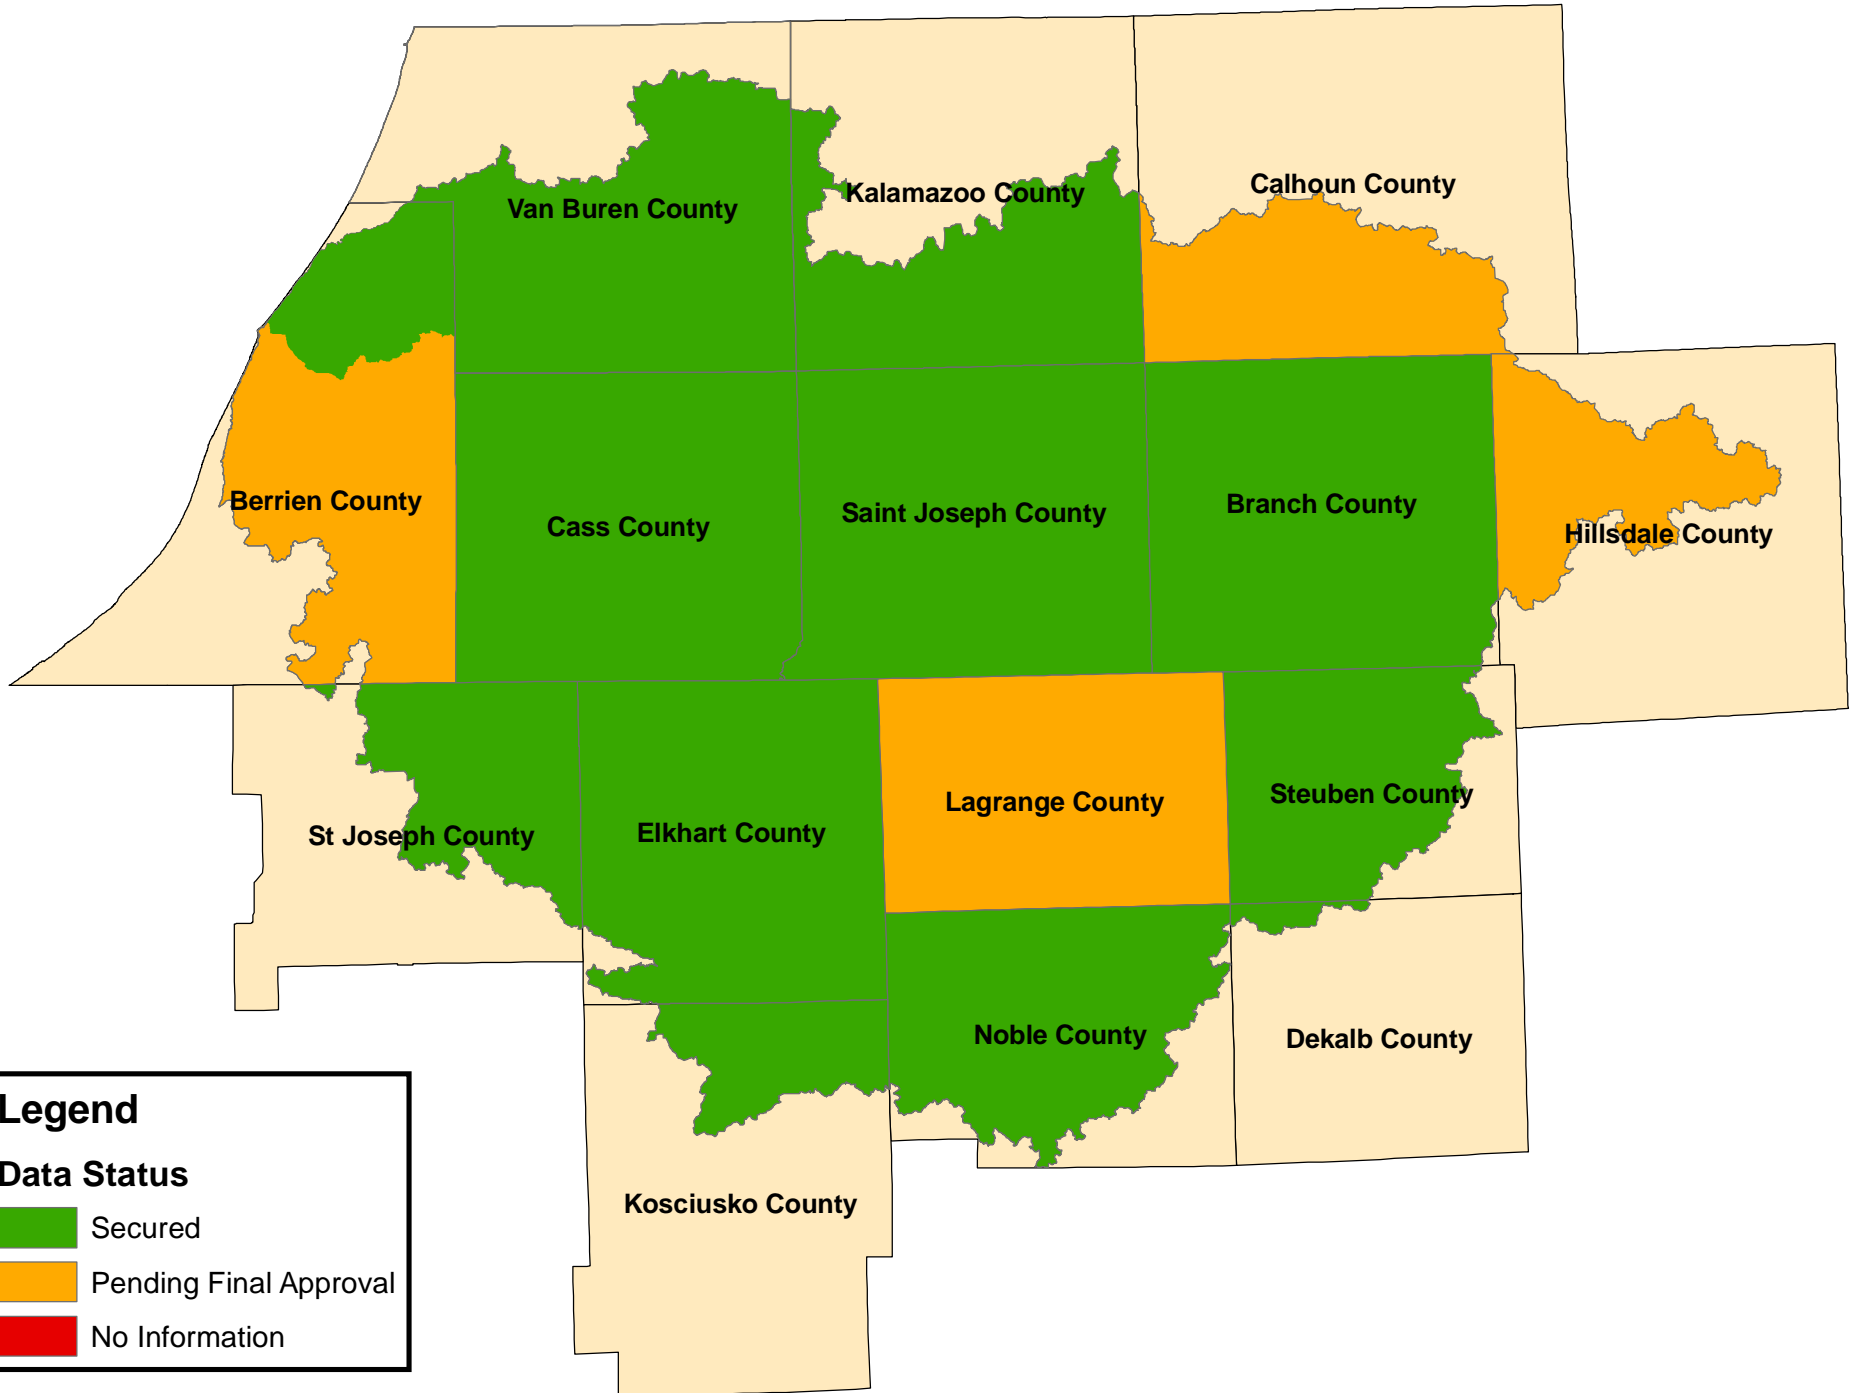 Calhoun County
Kalamazoo County
Van Buren County
Berrien County
Cass County
Saint Joseph County
Branch County
Hillsdale County
St Joseph County
Elkhart County
Lagrange County
Steuben County
Noble County
Dekalb County
Kosciusko County
Legend
Data Status
Secured
Pending Final Approval
No Information